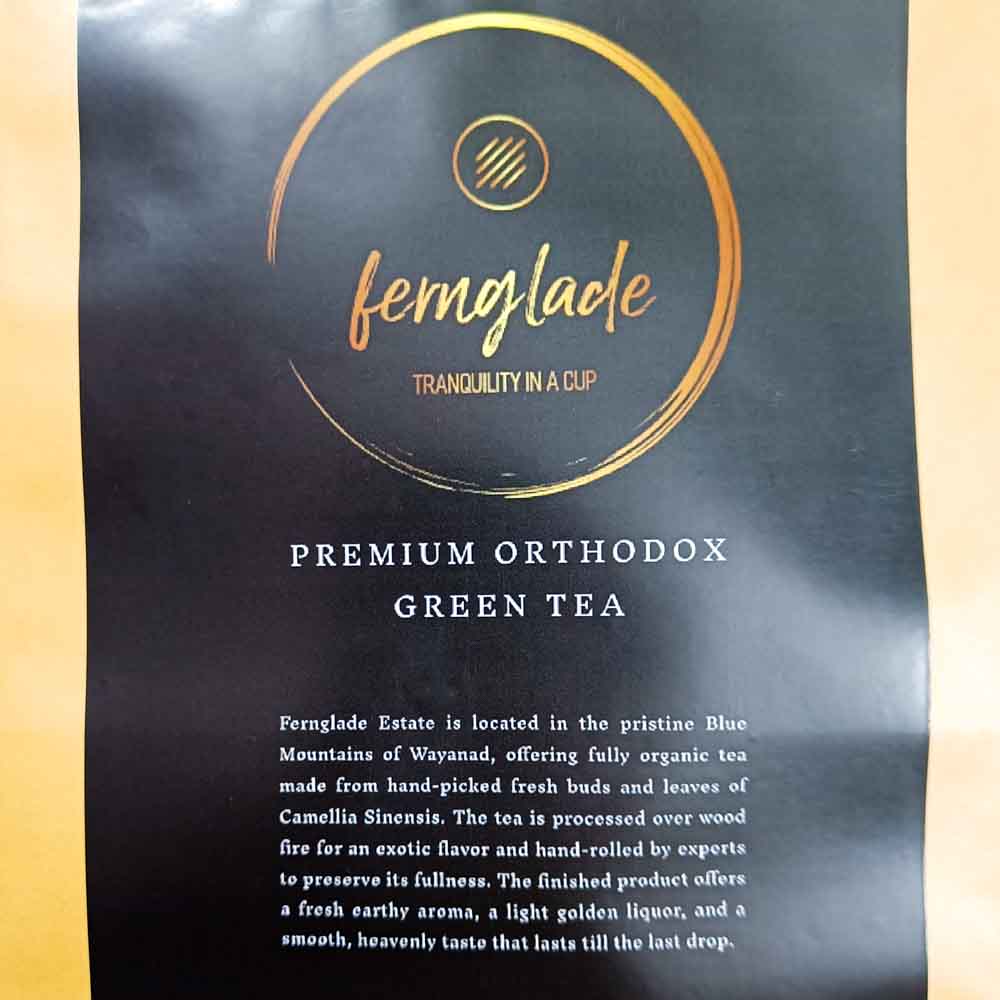 fernglade
TRANQUILITY IN A CUP
PREMIUM ORTHODOX
GREEN TEA
Fernglade Estate is located in the pristine Blue
Mountains of Wayanad, offering fully organic tea
made from hand-picked fresh buds and leaves of
Camellia Sinensis. The tea is processed over wood
fire for an exotic flavor and hand-rolled by experts
to preserve its fullness. The finished product offers
a fresh earthy aroma, a light golden liquor, and a
smooth, heavenly taste that lasts till the last drop.